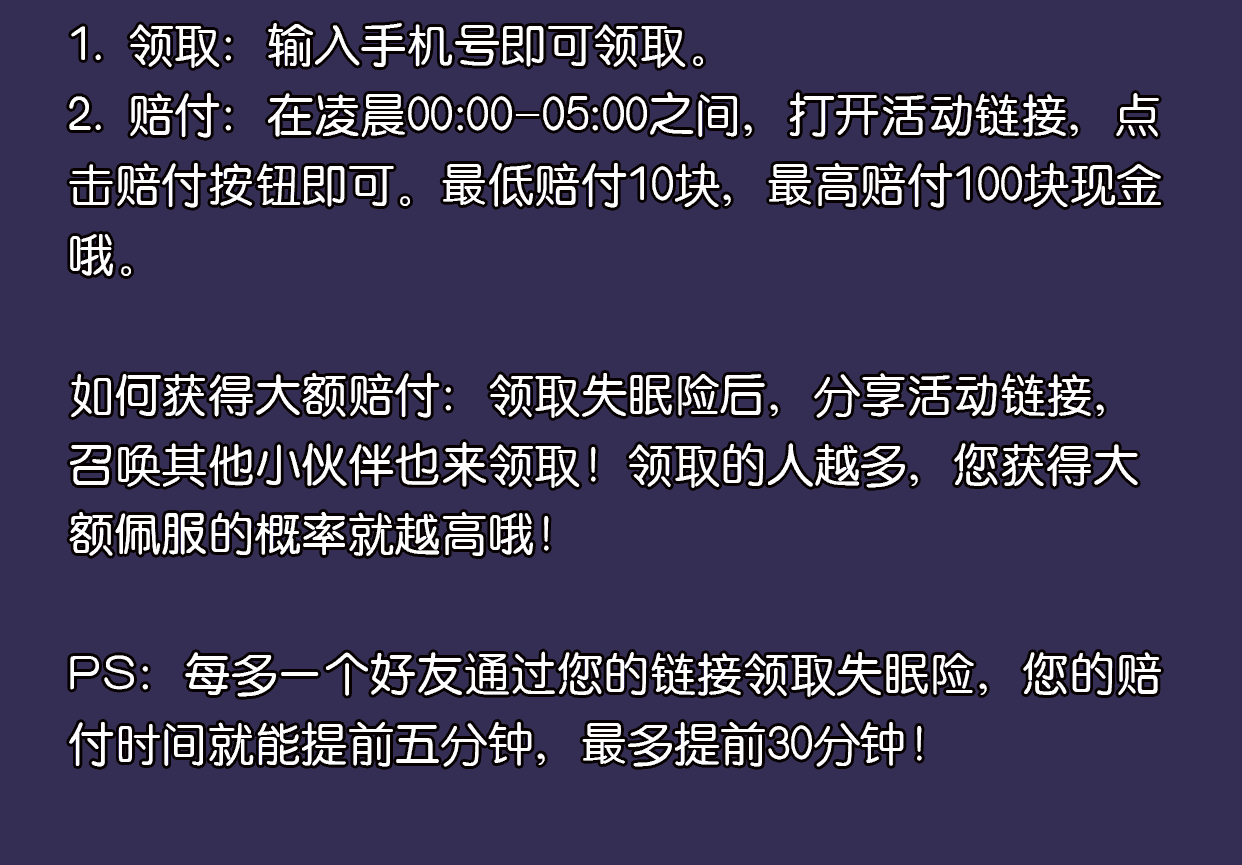 1. 领取：输入手机号即可领取。
2. 赔付：在凌晨00:00-05:00之间，打开活动链接，点
击赔付按钮即可。最低赔付10块，最高赔付100块现金
哦。
如何获得大额赔付：领取失眠险后，分享活动链接，
召唤其他小伙伴也来领取！领取的人越多，您获得大
额佩服的概率就越高哦！
PS：每多一个好友通过您的链接领取失眠险，您的赔
付时间就能提前五分钟，最多提前30分钟！